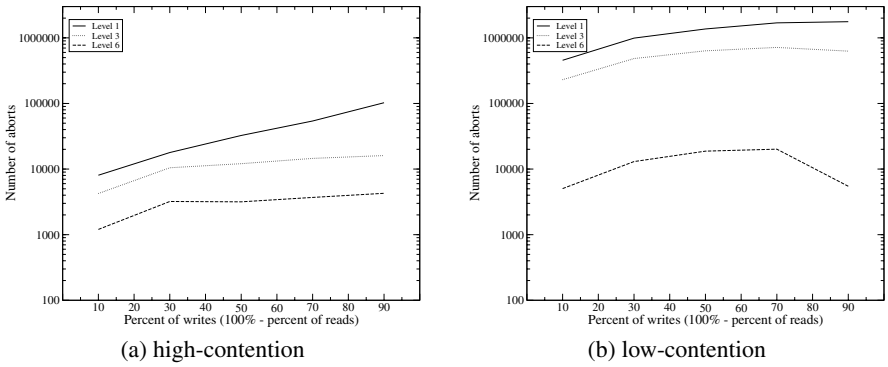 Level 1
Level 3
Level 6
1000000
100000
10000
1000
100
Number of aborts
10 20 30 40 50 60 70 80 90
Percent of writes (100% - percent of reads)
(a) high-contention
Level 1
Level 3
Level 6
1000000
100000
10000
1000
100
Number of aborts
10 20 30 40 50 60 70 80 90
Percent of writes (100% - percent of reads)
(b) low-contention